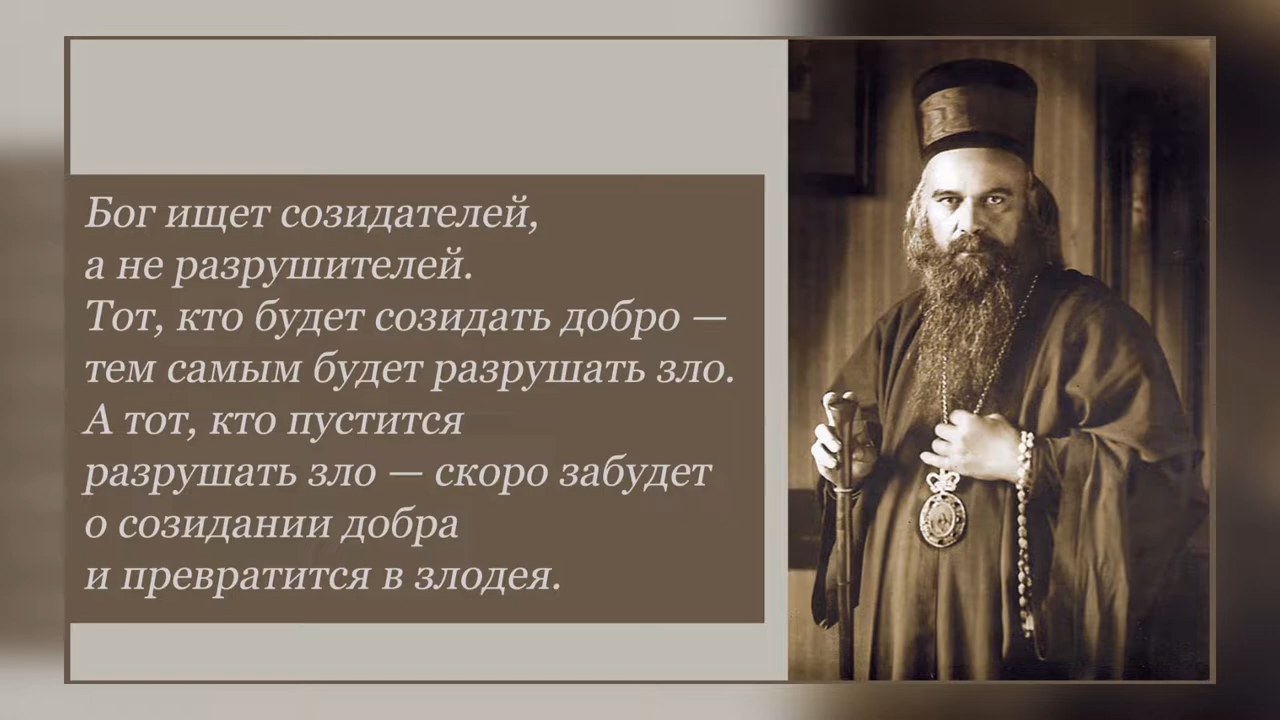 Бог ищет созидателей,
а не разрушителей.
Тот, кто будет созидать добро —
тем самым будет разрушать зло.
А тот, кто пустится
разрушать зло — скоро забудет
о созидании добра
и превратится в злодея.